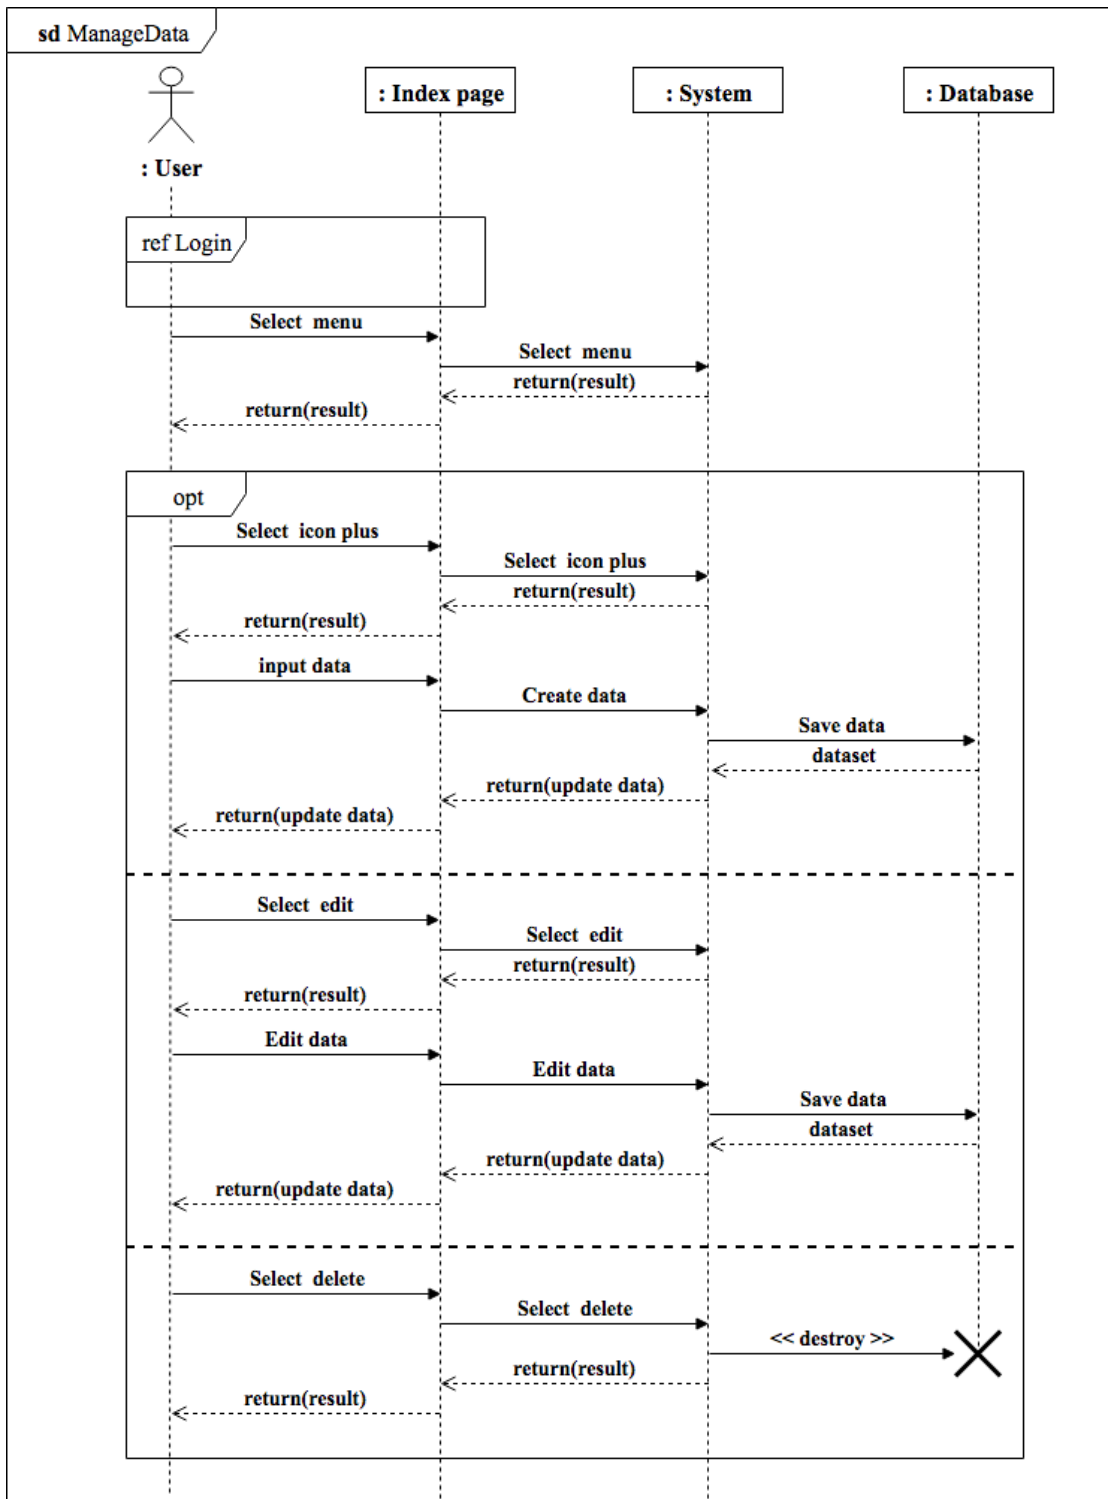 sd ManageData
: User
: Index page
: System
: Database
ref Login
Select menu
Select menu
return(result)
return(result)
opt
Select icon plus
Select icon plus
return(result)
return(result)
input data
Create data
Save data
dataset
return(update data)
return(update data)
Select edit
Select edit
return(result)
return(result)
Edit data
Edit data
Save data
dataset
return(update data)
return(update data)
Select delete
Select delete
<< destroy >>
return(result)
return(result)